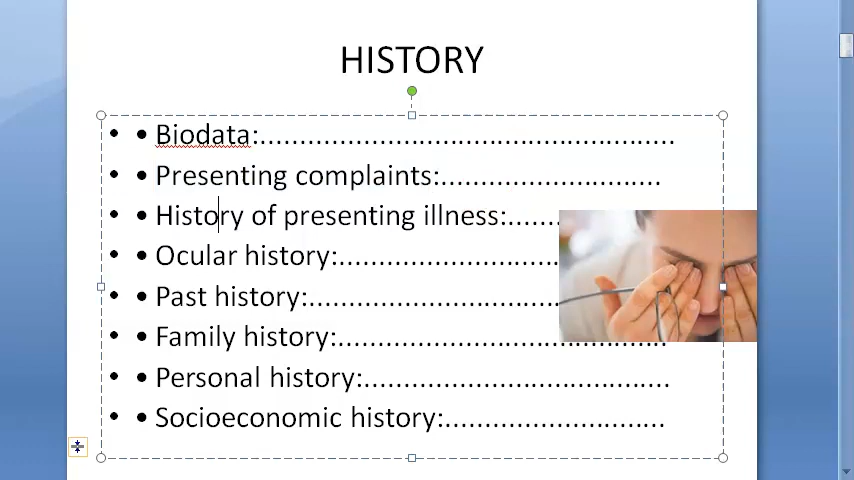 HISTORY
• • Biodata:....................................................
• • Presenting complaints:...........................
• • History of presenting illness:.......
• • Ocular history:...........................
• • Past history:...............................
• • Family history:.........................................
• • Personal history:......................................
• • Socioeconomic history:...........................